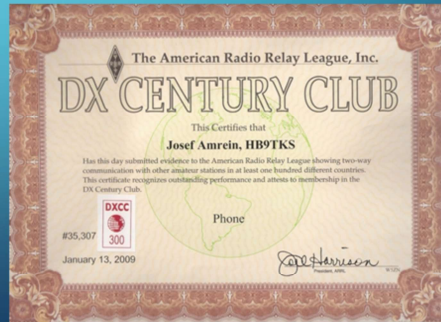 The American Radio Relay League, Inc.
DX CENTURY CLUB
This Certifies that
Josef Amrein, HB9TKS
Has this day submitted evidence to the American Radio Relay League showing two-way
communication with other amateur stations in at least one hundred different countries.
This certificate recognizes outstanding performance and attests to membership in the
DX Century Club.
DXCC
300
Phone
#35,307
January 13, 2009
Joel Harrison
President, ARRL